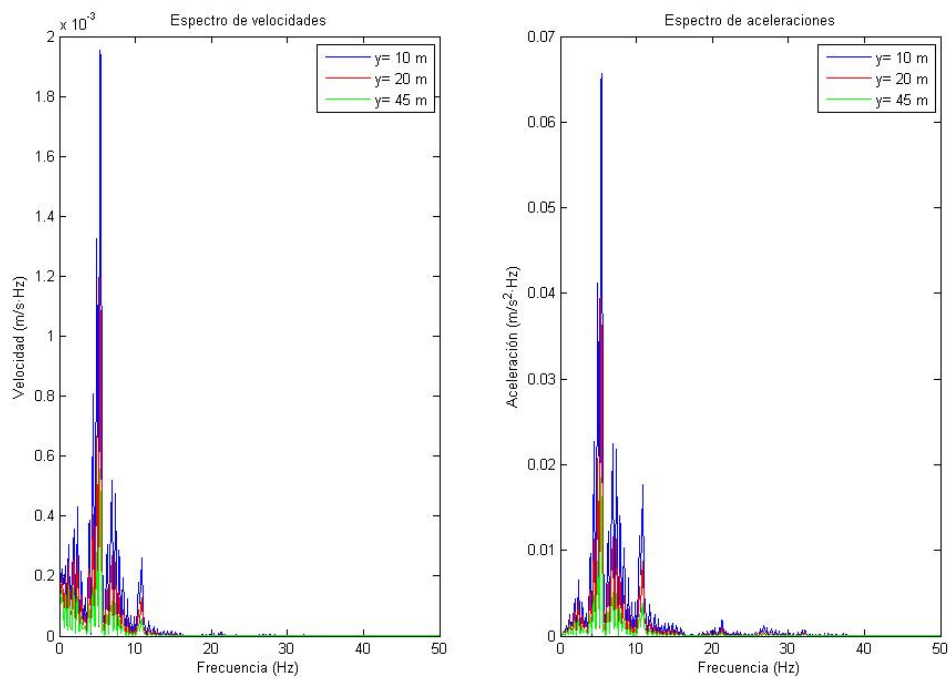 Espectro de velocidades
x 10⁻³
2
1.8
1.6
1.4
1.2
1
0.8
0.6
0.4
0.2
0
0 10 20 30 40 50
Velocidad (m/s·Hz)
Frecuencia (Hz)
y= 10 m
y= 20 m
y= 45 m
Espectro de aceleraciones
0.07
0.06
0.05
0.04
0.03
0.02
0.01
0
0 10 20 30 40 50
Aceleración (m/s²·Hz)
Frecuencia (Hz)
y= 10 m
y= 20 m
y= 45 m